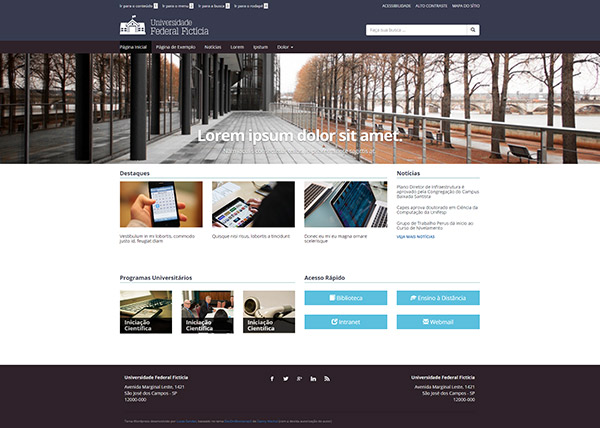 Ir para o conteúdo 1 Ir para o menu 2 Ir para a busca 3 Ir para o rodapé 4
ACESSIBILIDADE ALTO CONTRASTE MAPA DO SÍTIO
Universidade
Federal Fictícia
Faça sua busca ...
Página Inicial Página de Exemplo Notícias Lorem Ipsum Dolor
Lorem ipsum dolor sit amet.
Destaques
Vestibulum in mi lobortis, commodo
justo id, feugiat diam
Quisque nisi risus, lobortis a tincidunt
Donec eu mi eu magna ornare
scelerisque
Notícias
Plano Diretor de Infraestrutura é
aprovado pela Congregação do Campus
Baixada Santista
Capes aprova doutorado em Ciência da
Computação da Unifesp
Grupo de Trabalho Perus dá início ao
Curso de Nivelamento
VEJA MAIS NOTÍCIAS
Programas Universitários
Iniciação
Científica
Iniciação
Científica
Iniciação
Científica
Acesso Rápido
Biblioteca
Ensino à Distância
Intranet
Webmail
Universidade Federal Fictícia
Avenida Marginal Leste, 1421
São José dos Campos - SP
12000-000
Universidade Federal Fictícia
Avenida Marginal Leste, 1421
São José dos Campos - SP
12000-000